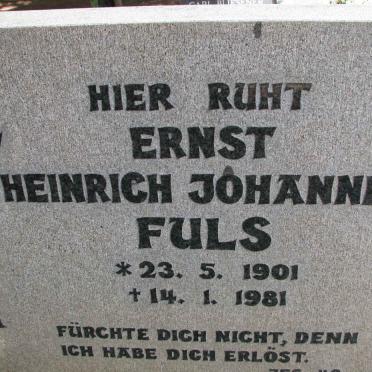 HIER RUHT
ERNST
HEINRICH JOHANNE
FULS
* 23. 5. 1901
† 14. 1. 1981
FÜRCHTE DICH NICHT, DENN
ICH HABE DICH ERLÖST.